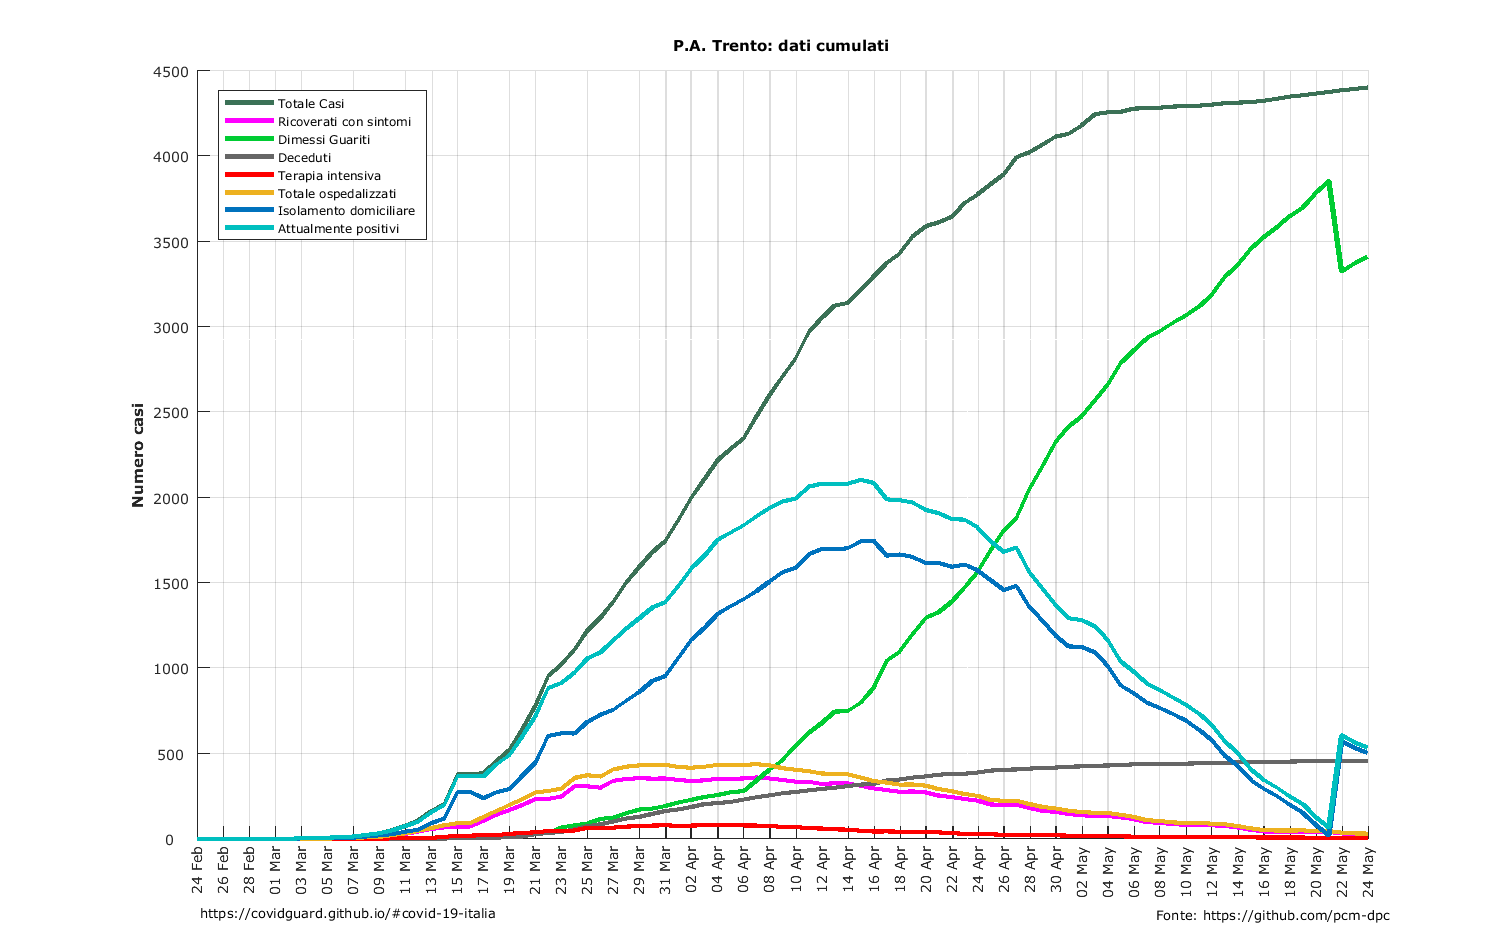 P.A. Trento: dati cumulati
4500
4000
3500
3000
2500
2000
1500
1000
500
0
Numero casi
Totale Casi
Ricoverati con sintomi
Dimessi Guariti
Deceduti
Terapia intensiva
Totale ospedalizzati
Isolamento domiciliare
Attualmente positivi
24 Feb
26 Feb
28 Feb
01 Mar
03 Mar
05 Mar
07 Mar
09 Mar
11 Mar
13 Mar
15 Mar
17 Mar
19 Mar
21 Mar
23 Mar
25 Mar
27 Mar
29 Mar
31 Mar
02 Apr
04 Apr
06 Apr
08 Apr
10 Apr
12 Apr
14 Apr
16 Apr
18 Apr
20 Apr
22 Apr
24 Apr
26 Apr
28 Apr
30 Apr
02 May
04 May
06 May
08 May
10 May
12 May
14 May
16 May
18 May
20 May
22 May
24 May
https://covidguard.github.io/#covid-19-italia
Fonte: https://github.com/pcm-dpc